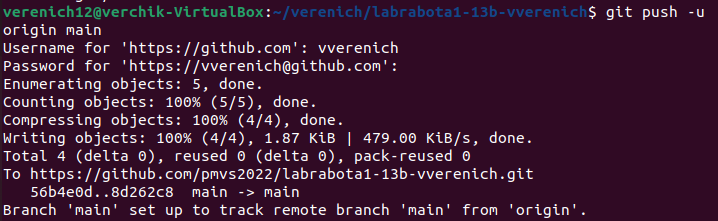 verenich12@verchik-VirtualBox:~/verenich/labrabota1-13b-vverenich$ git push -u
origin main
Username for 'https://github.com': vverenich
Password for 'https://vverenich@github.com':
Enumerating objects: 5, done.
Counting objects: 100% (5/5), done.
Compressing objects: 100% (4/4), done.
Writing objects: 100% (4/4), 1.87 KiB | 479.00 KiB/s, done.
Total 4 (delta 0), reused 0 (delta 0), pack-reused 0
To https://github.com/pmvs2022/labrabota1-13b-vverenich.git
56b4e0d..8d262c8  main -> main
Branch 'main' set up to track remote branch 'main' from 'origin'.